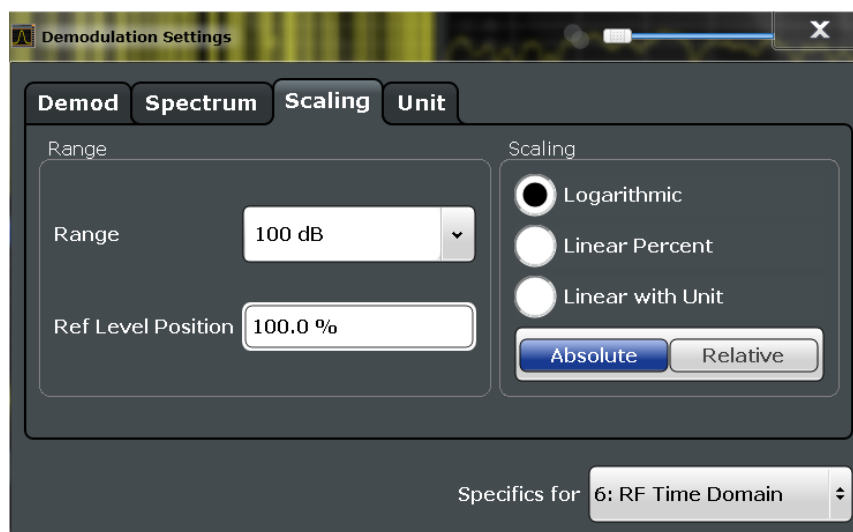 Demodulation Settings
X
Demod Spectrum Scaling Unit
Range
Range 100 dB
Ref Level Position 100.0 %
Scaling
Logarithmic
Linear Percent
Linear with Unit
Absolute Relative
Specifics for 6: RF Time Domain